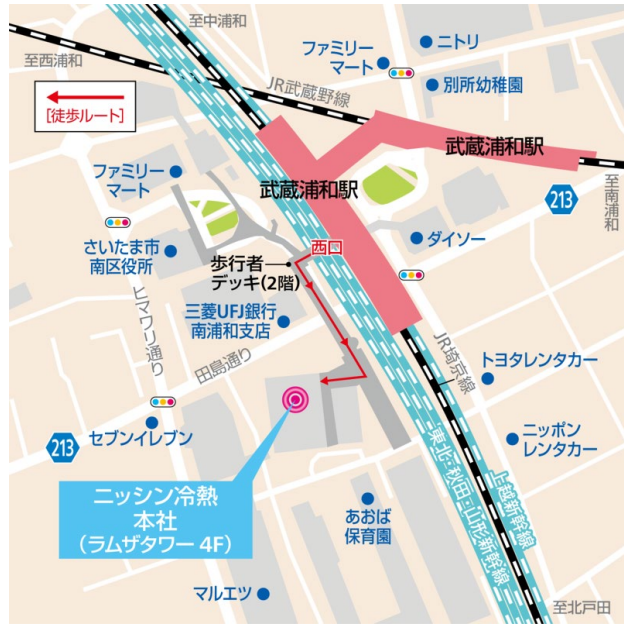 至中浦和
至西浦和
ファミリー
マート
ニトリ
別所幼稚園
JR武蔵野線
[徒歩ルート]
武蔵浦和駅
武蔵浦和駅
至南浦和
213
ファミリー
マート
さいたま市
南区役所
西口
歩行者
デッキ(2階)
ダイソー
三菱UFJ銀行
南浦和支店
ヒマワリ通り
田島通り
JR埼京線
トヨタレンタカー
セブンイレブン
213
ニッポン
レンタカー
ニッシン冷熱
本社
(ラムザタワー 4F)
あおば
保育園
東北・秋田・山形新幹線
上越新幹線
マルエツ
至北戸田